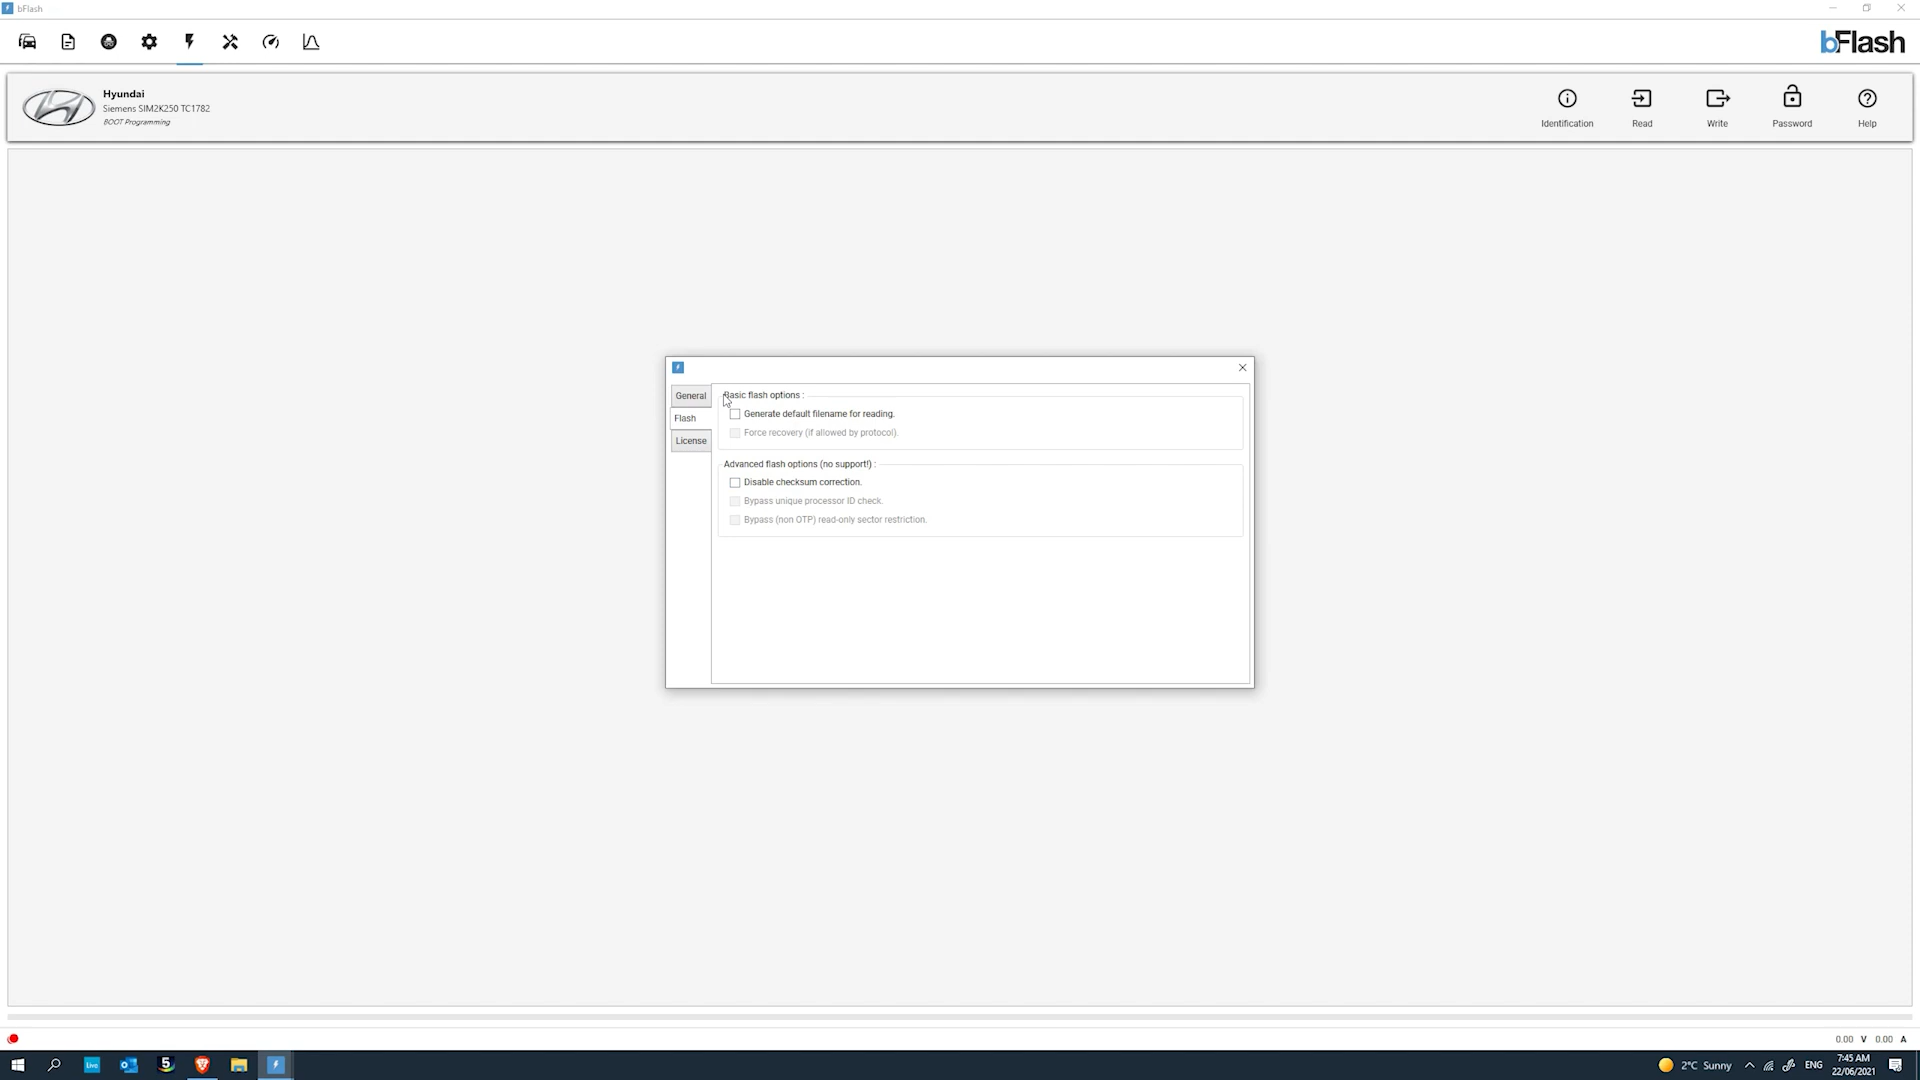 bFlash
bFlash
Hyundai
Siemens SIM2K250 TC1782
BOOT Programming
Identification
Read
Write
Password
Help
General
Flash
License
Basic flash options :
Generate default filename for reading.
Force recovery (if allowed by protocol).
Advanced flash options (no support!) :
Disable checksum correction.
Bypass unique processor ID check.
Bypass (non OTP) read-only sector restriction.
0.00 V 0.00 A
Live
5
2°C Sunny
ENG
7:45 AM
22/06/2021